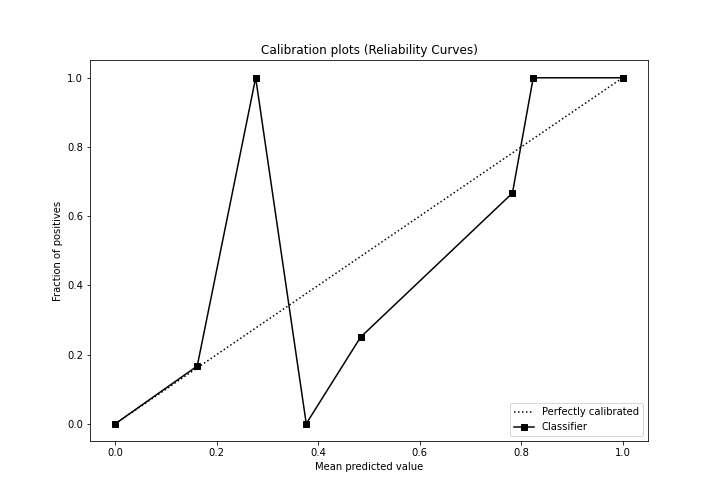 Calibration plots (Reliability Curves)
1.0
0.8
0.6
0.4
0.2
0.0
Fraction of positives
0.0 0.2 0.4 0.6 0.8 1.0
Mean predicted value
Perfectly calibrated
Classifier